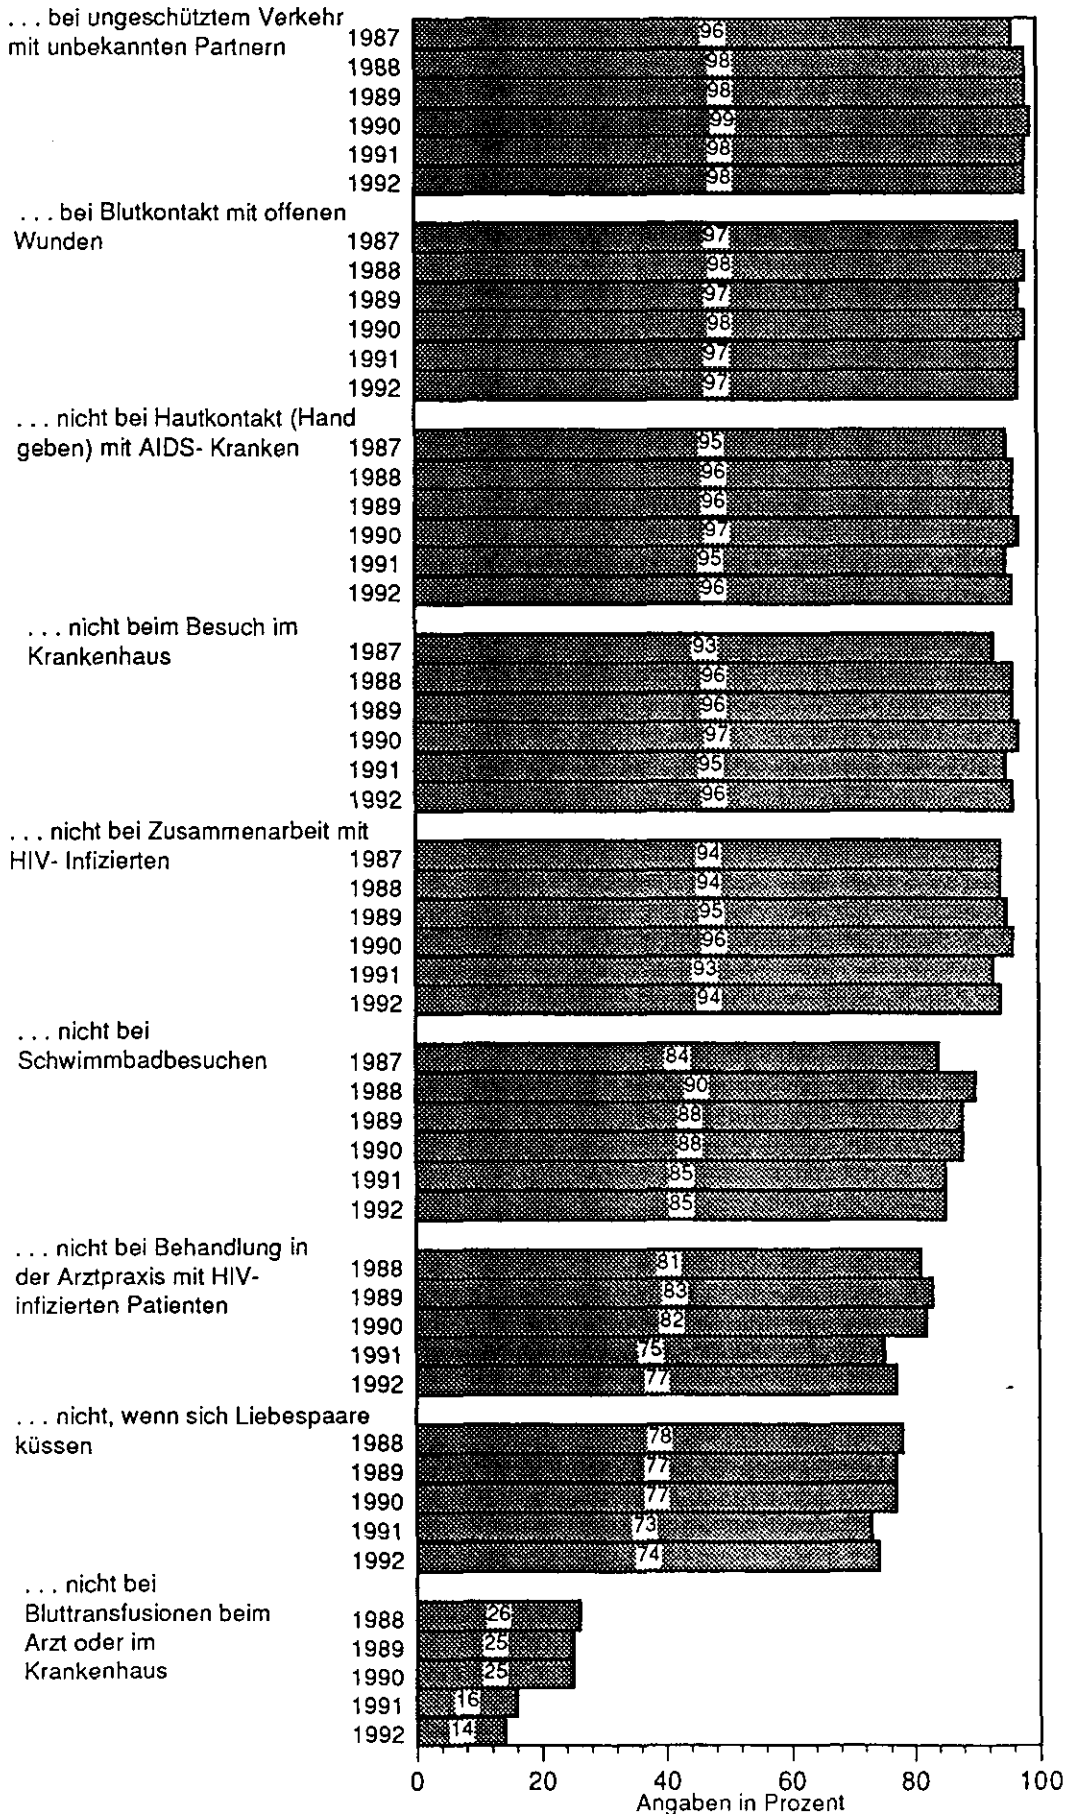 . . . bei ungeschütztem Verkehr
mit unbekannten Partnern
1987 96
1988 98
1989 98
1990 99
1991 98
1992 98
. . . bei Blutkontakt mit offenen
Wunden
1987 97
1988 98
1989 97
1990 98
1991 97
1992 97
. . . nicht bei Hautkontakt (Hand
geben) mit AIDS- Kranken
1987 95
1988 96
1989 96
1990 97
1991 95
1992 96
. . . nicht beim Besuch im
Krankenhaus
1987 93
1988 96
1989 96
1990 97
1991 95
1992 96
. . . nicht bei Zusammenarbeit mit
HIV- Infizierten
1987 94
1988 94
1989 95
1990 96
1991 93
1992 94
. . . nicht bei
Schwimmbadbesuchen
1987 84
1988 90
1989 88
1990 88
1991 85
1992 85
. . . nicht bei Behandlung in
der Arztpraxis mit HIV-
infizierten Patienten
1988 81
1989 83
1990 82
1991 75
1992 77
. . . nicht, wenn sich Liebespaare
küssen
1988 78
1989 77
1990 77
1991 73
1992 74
. . . nicht bei
Bluttransfusionen beim
Arzt oder im
Krankenhaus
1988 26
1989 25
1990 25
1991 16
1992 14
0 20 40 60 80 100
Angaben in Prozent